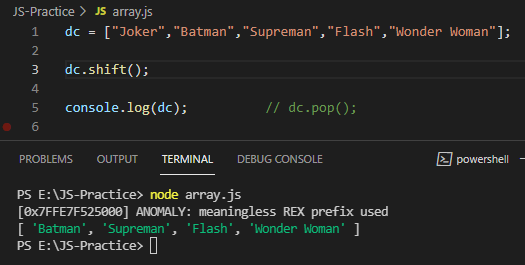 JS-Practice > JS array.js
1 dc = ["Joker","Batman","Supreman","Flash","Wonder Woman"];
2
3 dc.shift();
4
5 console.log(dc); // dc.pop();
6
PROBLEMS OUTPUT TERMINAL DEBUG CONSOLE powershell
PS E:\JS-Practice> node array.js
[0x7FFE7F525000] ANOMALY: meaningless REX prefix used
[ 'Batman', 'Supreman', 'Flash', 'Wonder Woman' ]
PS E:\JS-Practice>